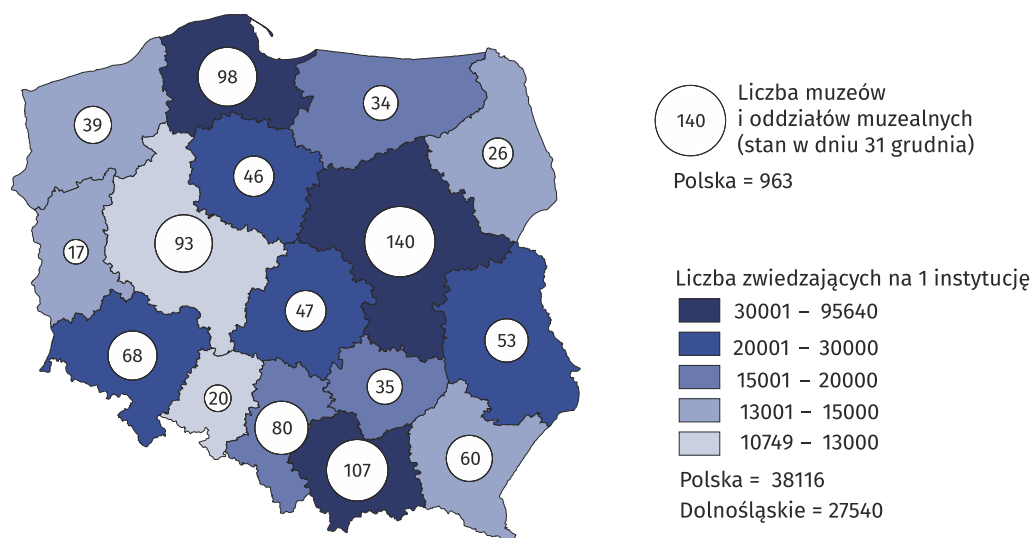 98
34
39
26
46
93
140
17
47
53
68
35
20
80
107
60
140
Liczba muzeów
i oddziałów muzealnych
(stan w dniu 31 grudnia)
Polska = 963
Liczba zwiedzających na 1 instytucję
30001 – 95640
20001 – 30000
15001 – 20000
13001 – 15000
10749 – 13000
Polska = 38116
Dolnośląskie = 27540